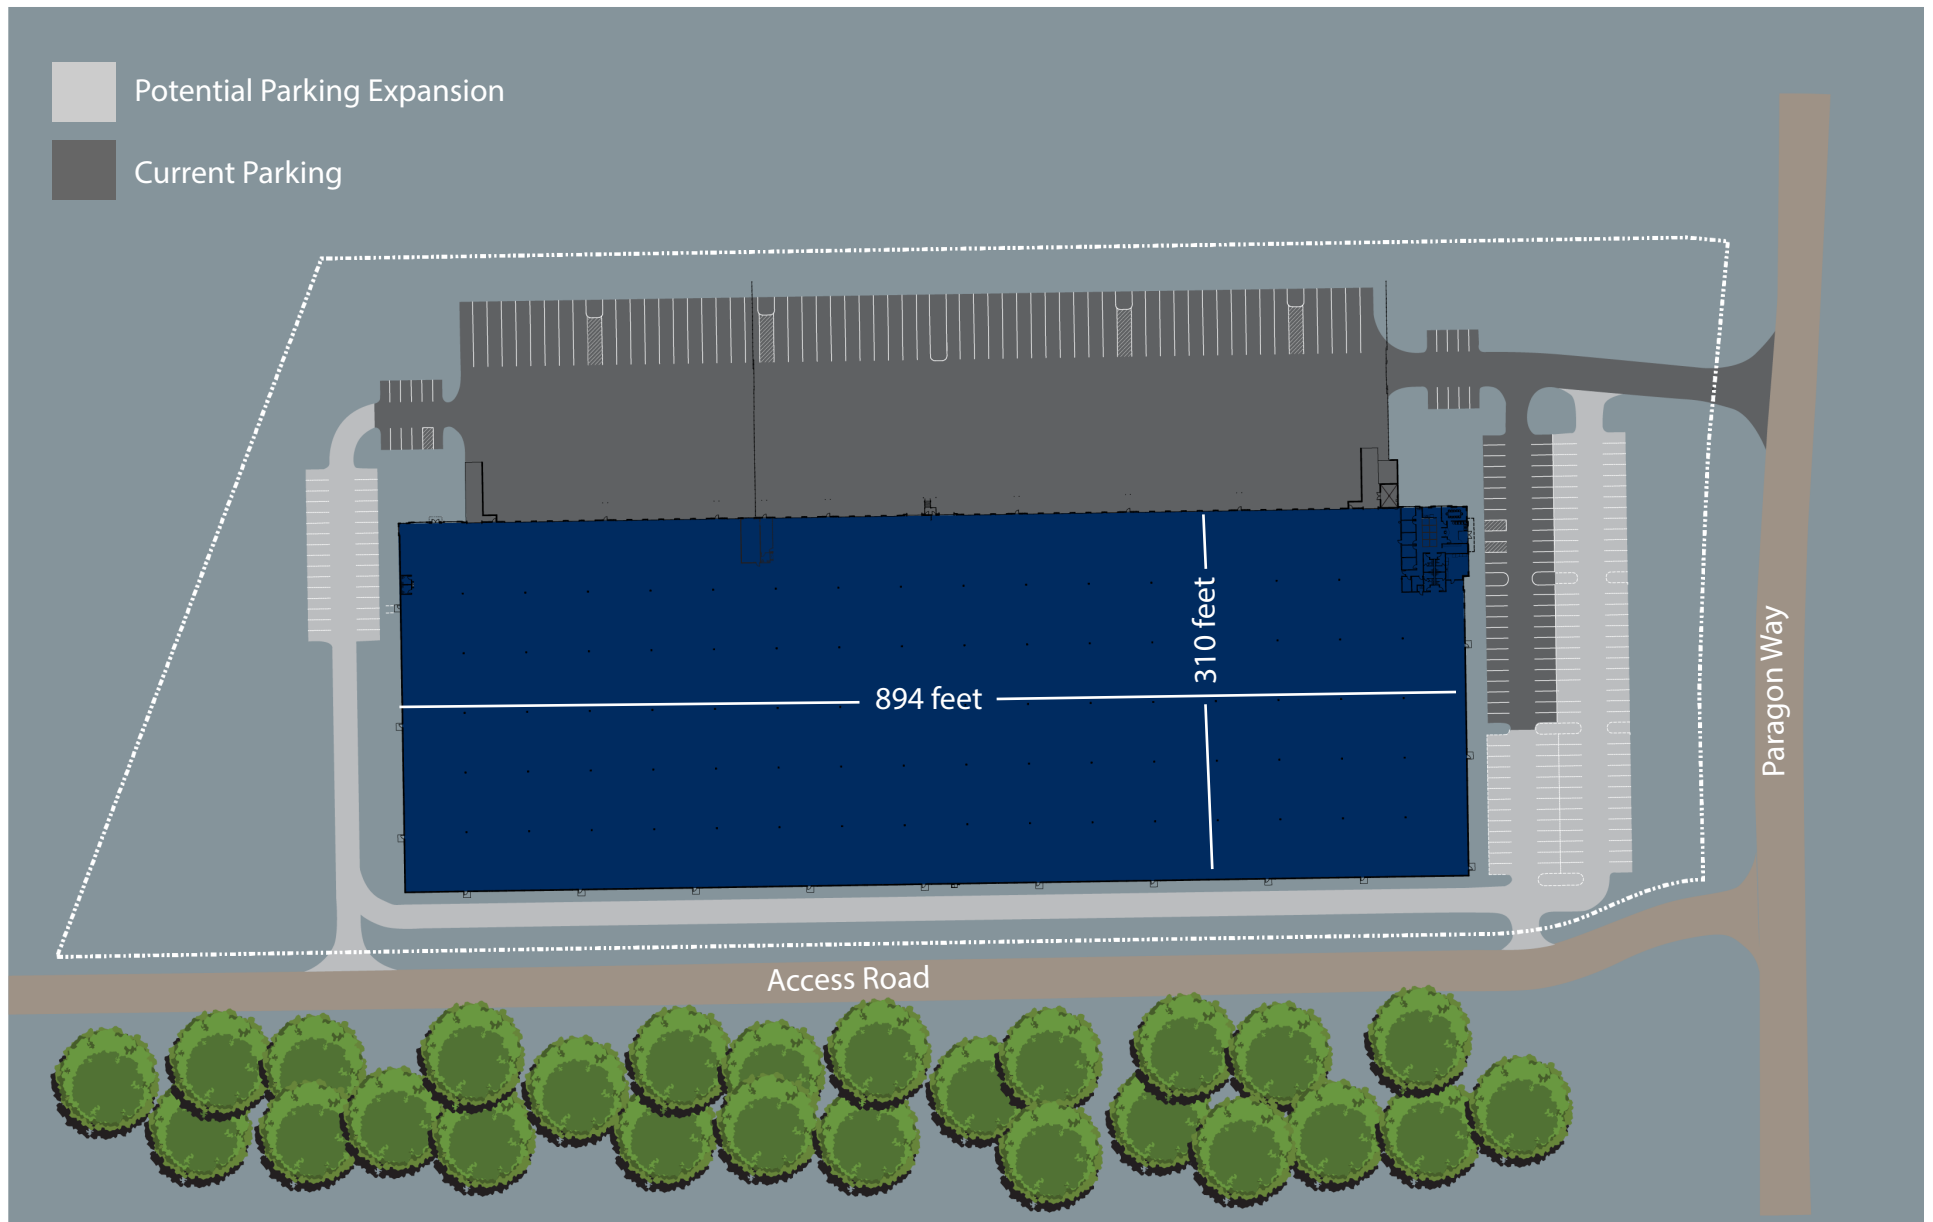 Potential Parking Expansion
Current Parking
310 feet
894 feet
Paragon Way
Access Road